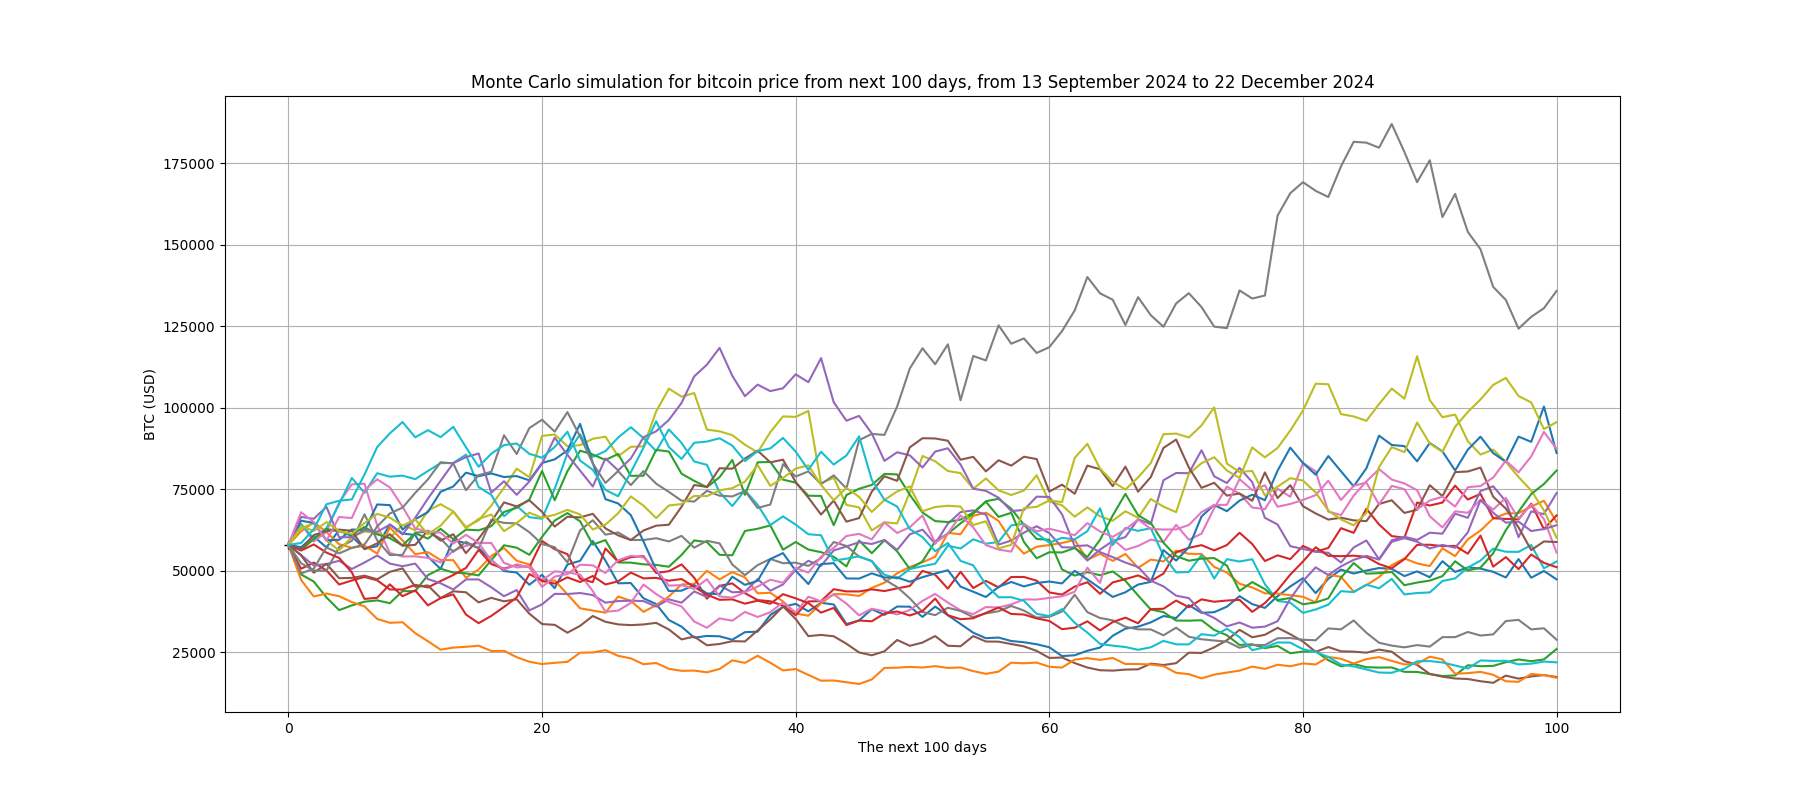 Monte Carlo simulation for bitcoin price from next 100 days, from 13 September 2024 to 22 December 2024
175000
150000
125000
100000
75000
50000
25000
BTC (USD)
0 20 40 60 80 100
The next 100 days